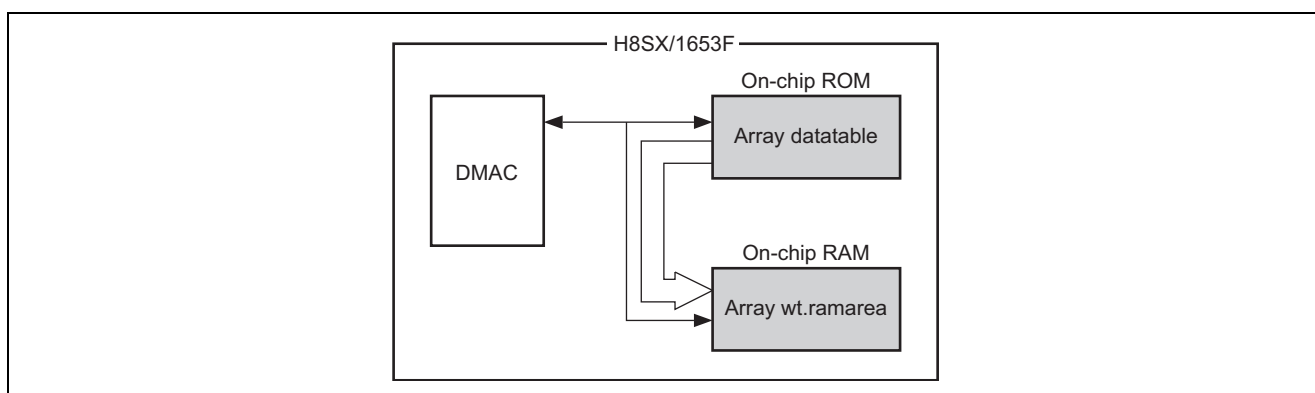 H8SX/1653F
On-chip ROM
Array datatable
DMAC
On-chip RAM
Array wt.ramarea